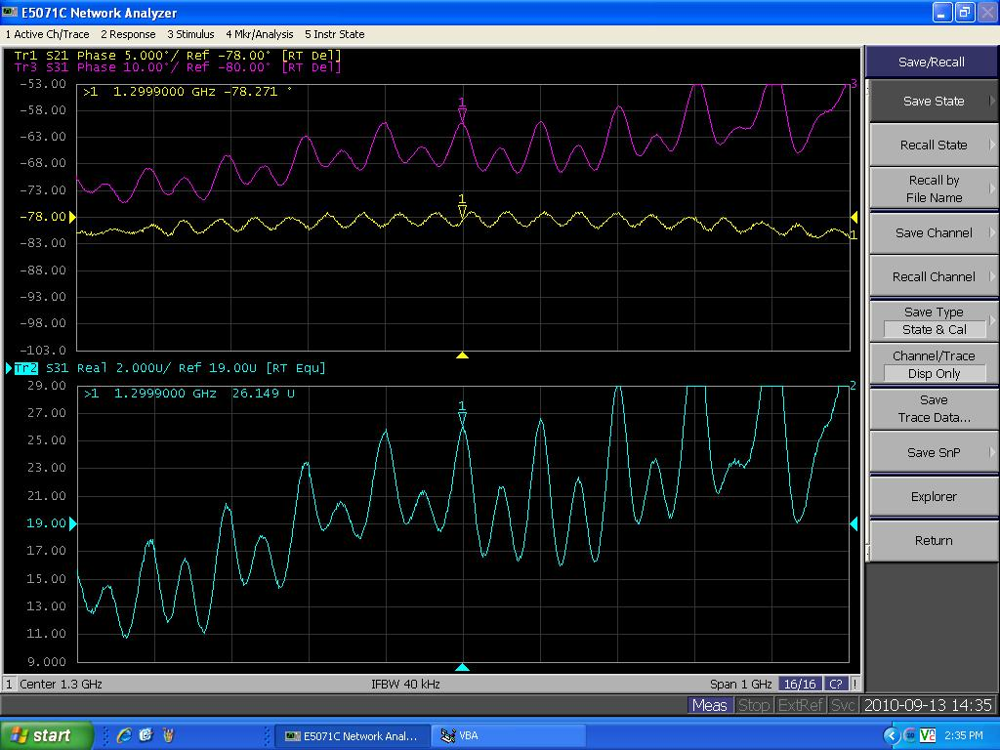 E5071C Network Analyzer
1 Active Ch/Trace 2 Response 3 Stimulus 4 Mkr/Analysis 5 Instr State
Tr1 S21 Phase 5.000°/ Ref -78.00° [RT Del]
Tr3 S31 Phase 10.00°/ Ref -80.00° [RT Del]
-53.00
-58.00
-63.00
-68.00
-73.00
-78.00
-83.00
-88.00
-93.00
-98.00
-103.0
>1 1.2999000 GHz -78.271 °
1
1
3
1
Tr2 S31 Real 2.000U/ Ref 19.00U [RT Equ]
29.00
27.00
25.00
23.00
21.00
19.00
17.00
15.00
13.00
11.00
9.000
>1 1.2999000 GHz 26.149 U
1
2
1 Center 1.3 GHz IFBW 40 kHz Span 1 GHz 16/16 C? !
Save/Recall
Save State
Recall State
Recall by
File Name
Save Channel
Recall Channel
Save Type
State & Cal
Channel/Trace
Disp Only
Save
Trace Data...
Save SnP
Explorer
Return
Meas Stop ExtRef Svc 2010-09-13 14:35
start E5071C Network Anal... VBA 2:35 PM